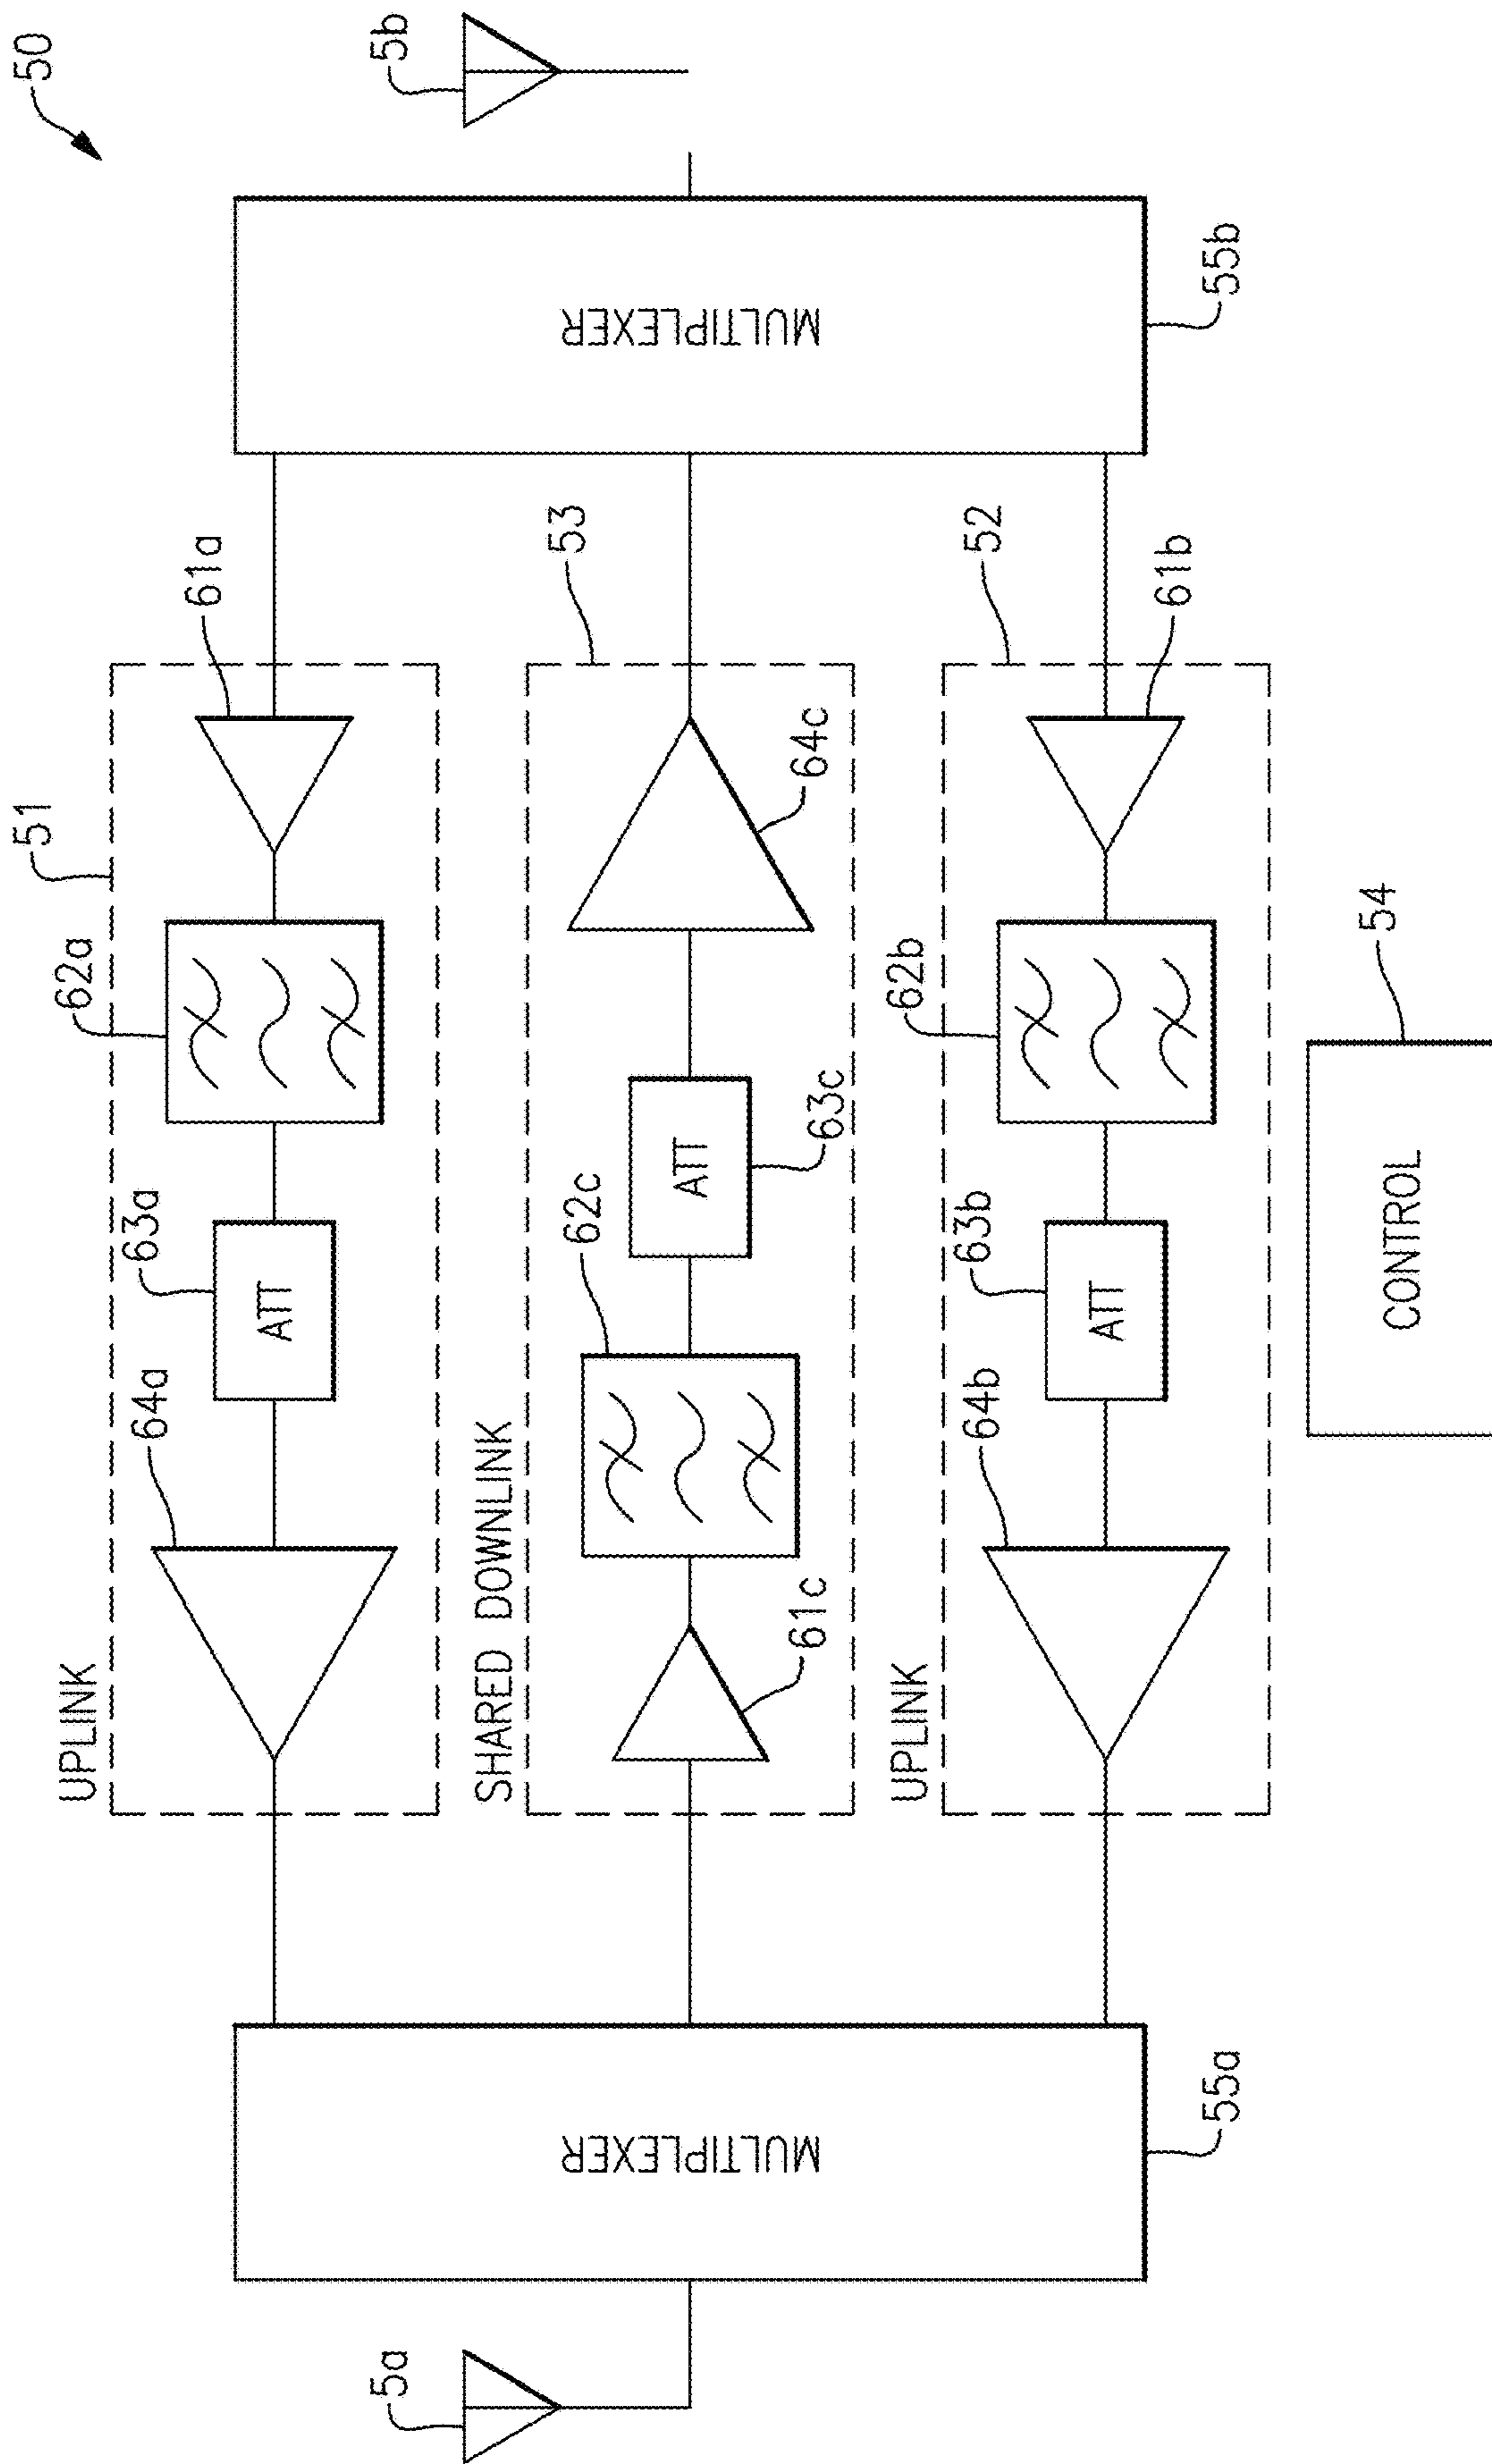 50
51
UPLINK
64a
63a
62a
61a
ATT
5a
5b
SHARED DOWNLINK
62c
53
MULTIPLEXER
ATT
MULTIPLEXER
61c
63c
64c
UPLINK
64b
63b
62b
52
ATT
61b
55a
55b
54
CONTROL